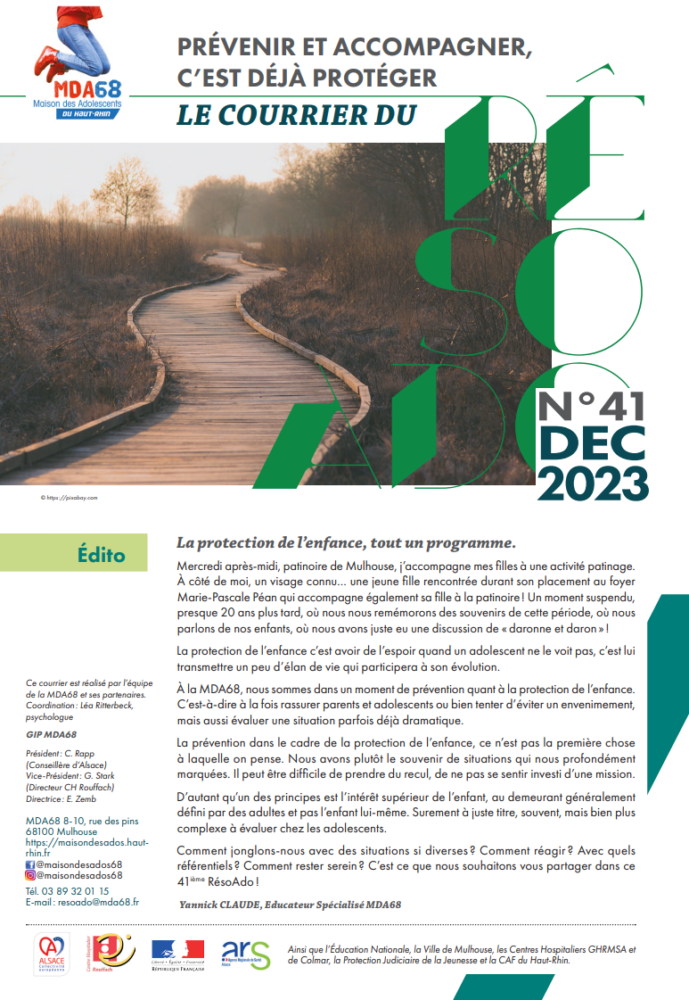 MDA68
Maison des Adolescents
DU HAUT-RHIN
PRÉVENIR ET ACCOMPAGNER,
C'EST DÉJÀ PROTÉGER
LE COURRIER DU
RÉ
SO
ADO
N°41
DEC
2023
© https://pixabay.com
Édito
La protection de l'enfance, tout un programme.
Mercredi après-midi, patinoire de Mulhouse, j'accompagne mes filles à une activité patinage.
À côté de moi, un visage connu... une jeune fille rencontrée durant son placement au foyer
Marie-Pascale Péan qui accompagne également sa fille à la patinoire ! Un moment suspendu,
presque 20 ans plus tard, où nous nous remémorons des souvenirs de cette période, où nous
parlons de nos enfants, où nous avons juste eu une discussion de « daronne et daron » !
La protection de l'enfance c'est avoir de l'espoir quand un adolescent ne le voit pas, c'est lui
transmettre un peu d'élan de vie qui participera à son évolution.
À la MDA68, nous sommes dans un moment de prévention quant à la protection de l'enfance.
C'est-à-dire à la fois rassurer parents et adolescents ou bien tenter d'éviter un envenimement,
mais aussi évaluer une situation parfois déjà dramatique.
La prévention dans le cadre de la protection de l'enfance, ce n'est pas la première chose
à laquelle on pense. Nous avons plutôt le souvenir de situations qui nous profondément
marquées. Il peut être difficile de prendre du recul, de ne pas se sentir investi d'une mission.
D'autant qu'un des principes est l'intérêt supérieur de l'enfant, au demeurant généralement
défini par des adultes et pas l'enfant lui-même. Surement à juste titre, souvent, mais bien plus
complexe à évaluer chez les adolescents.
Comment jonglons-nous avec des situations si diverses ? Comment réagir ? Avec quels
référentiels ? Comment rester serein ? C'est ce que nous souhaitons vous partager dans ce
41ième RésoAdo !
Yannick CLAUDE, Educateur Spécialisé MDA68
Ce courrier est réalisé par l'équipe
de la MDA68 et ses partenaires.
Coordination : Léa Ritterbeck,
psychologue
GIP MDA68
Président : C. Rapp
(Conseillère d'Alsace)
Vice-Président : G. Stark
(Directeur CH Rouffach)
Directrice : E. Zemb
MDA68 8-10, rue des pins
68100 Mulhouse
https://maisondesados.haut-
rhin.fr
@maisondesados68
@maisondesados68
Tél. 03 89 32 01 15
E-mail : resoado@mda68.fr
ALSACE
Collectivité
européenne
Centre Hospitalier
Rouffach
Liberté • Égalité • Fraternité
RÉPUBLIQUE FRANÇAISE
ars
Agence Régionale de Santé
Alsace
Ainsi que l'Éducation Nationale, la Ville de Mulhouse, les Centres Hospitaliers GHRMSA et
de Colmar, la Protection Judiciaire de la Jeunesse et la CAF du Haut-Rhin.